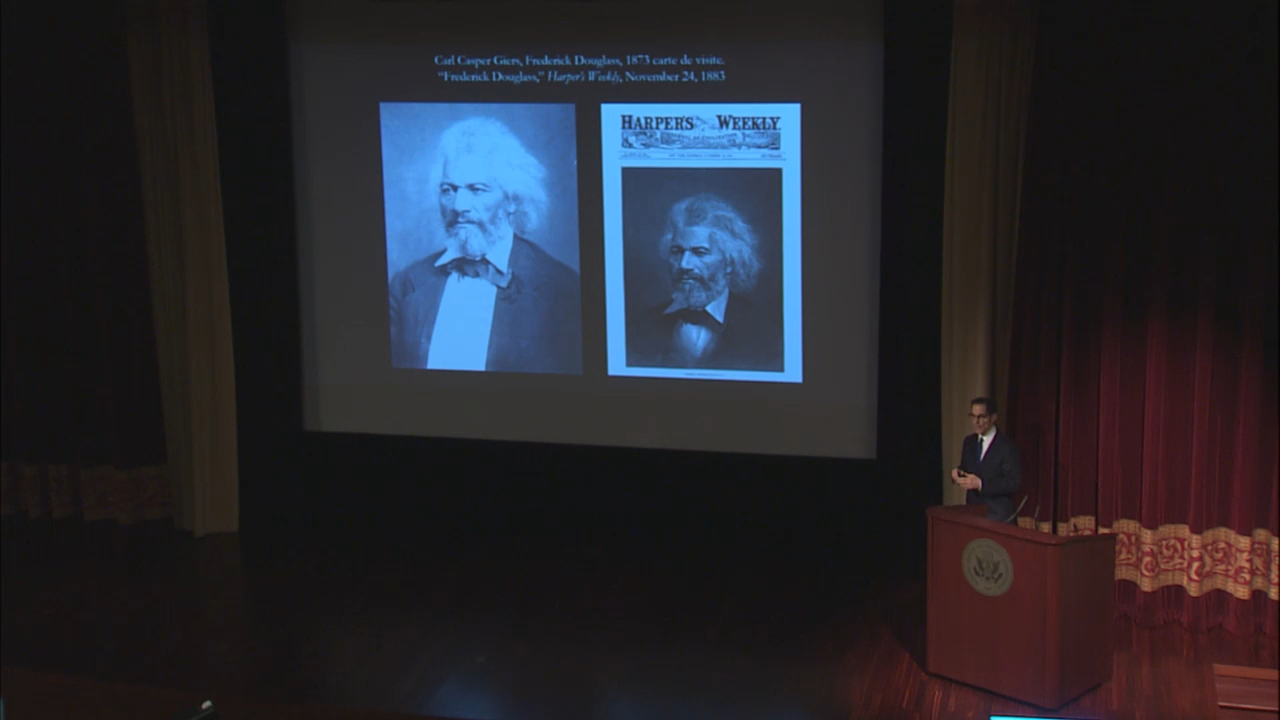 Carl Casper Giers, Frederick Douglass, 1873 carte de visite.
"Frederick Douglass," Harper's Weekly, November 24, 1883
HARPER'S WEEKLY.